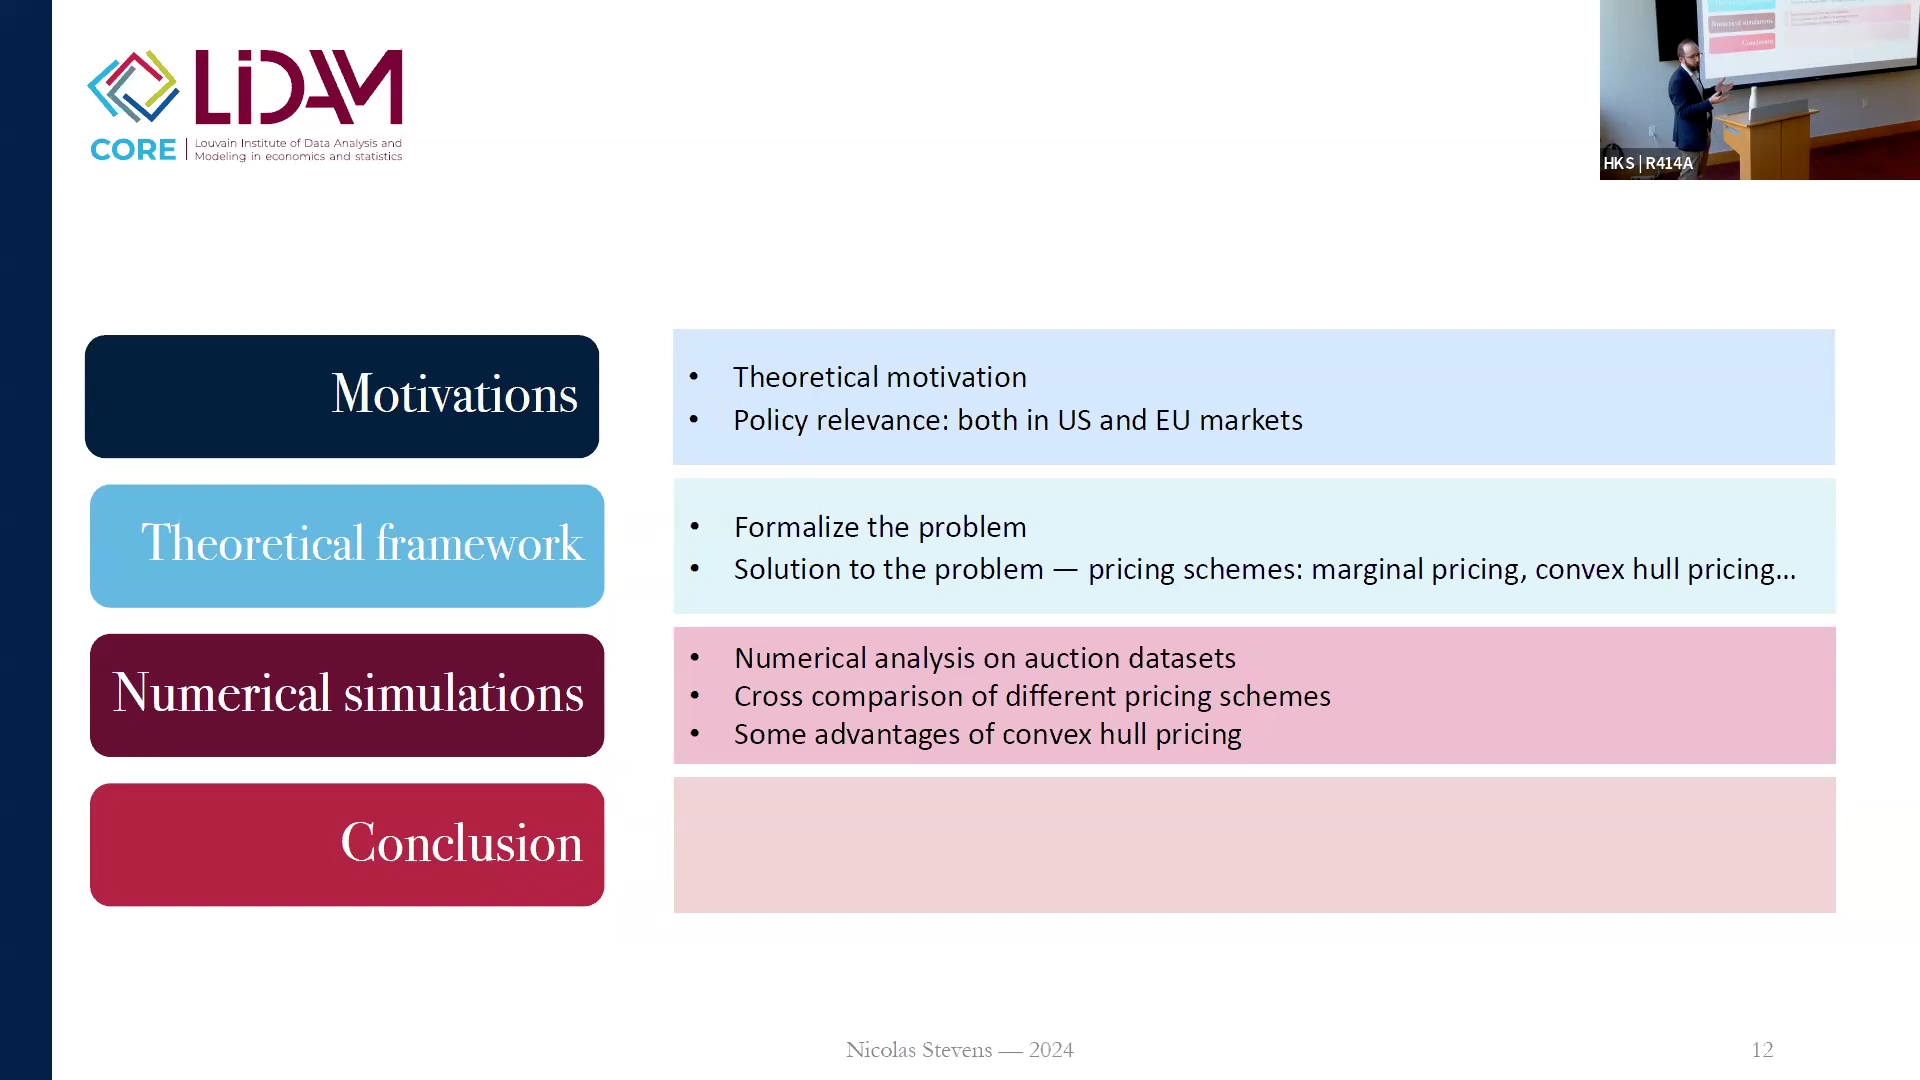 LiDAM
CORE
Louvain Institute of Data Analysis and
Modeling in economics and statistics
HKS | R414A
Motivations
• Theoretical motivation
• Policy relevance: both in US and EU markets
Theoretical framework
• Formalize the problem
• Solution to the problem — pricing schemes: marginal pricing, convex hull pricing...
Numerical simulations
• Numerical analysis on auction datasets
• Cross comparison of different pricing schemes
• Some advantages of convex hull pricing
Conclusion
Nicolas Stevens — 2024
12